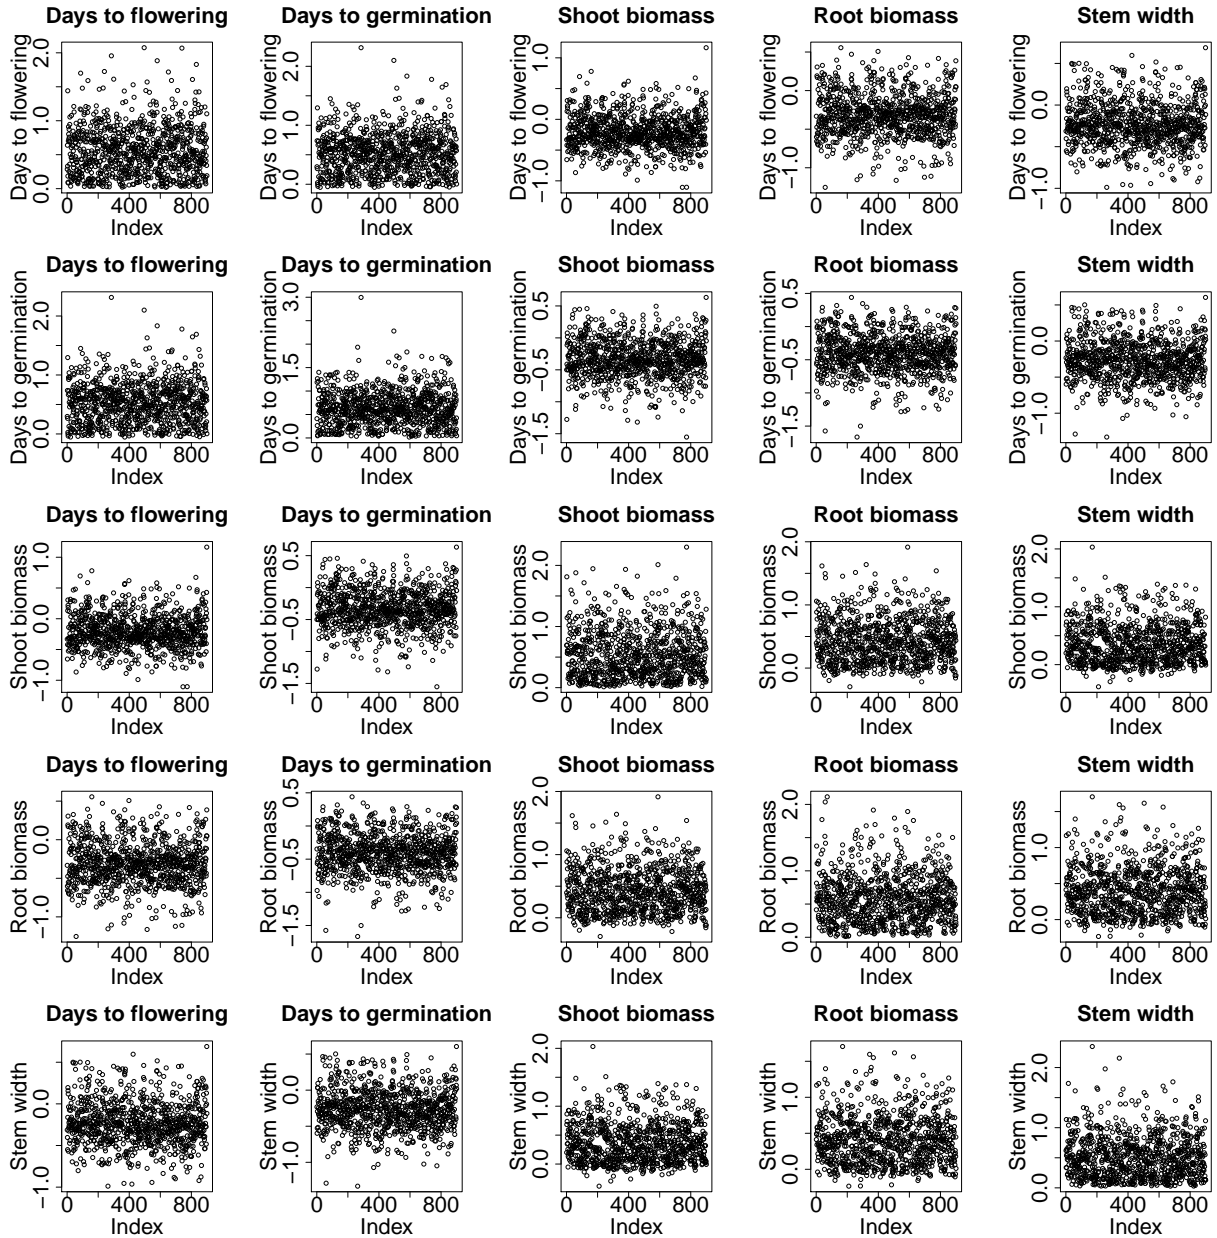 Days to flowering
Days to flowering
0.0 1.0 2.0
0 400 800
Index
Days to germination
Days to flowering
0.0 1.0 2.0
0 400 800
Index
Shoot biomass
Days to flowering
−1.0 0.0 1.0
0 400 800
Index
Root biomass
Days to flowering
−1.0 0.0
0 400 800
Index
Stem width
Days to flowering
−1.0 0.0
0 400 800
Index
Days to flowering
Days to germination
0.0 1.0 2.0
0 400 800
Index
Days to germination
Days to germination
0.0 1.5 3.0
0 400 800
Index
Shoot biomass
Days to germination
−1.5 −0.5 0.5
0 400 800
Index
Root biomass
Days to germination
−1.5 −0.5 0.5
0 400 800
Index
Stem width
Days to germination
−1.0 0.0
0 400 800
Index
Days to flowering
Shoot biomass
−1.0 0.0 1.0
0 400 800
Index
Days to germination
Shoot biomass
−1.5 −0.5 0.5
0 400 800
Index
Shoot biomass
Shoot biomass
0.0 1.0 2.0
0 400 800
Index
Root biomass
Shoot biomass
0.0 1.0 2.0
0 400 800
Index
Stem width
Shoot biomass
0.0 1.0 2.0
0 400 800
Index
Days to flowering
Root biomass
−1.0 0.0
0 400 800
Index
Days to germination
Root biomass
−1.5 −0.5 0.5
0 400 800
Index
Shoot biomass
Root biomass
0.0 1.0 2.0
0 400 800
Index
Root biomass
Root biomass
0.0 1.0 2.0
0 400 800
Index
Stem width
Root biomass
0.0 1.0
0 400 800
Index
Days to flowering
Stem width
−1.0 0.0
0 400 800
Index
Days to germination
Stem width
−1.0 0.0
0 400 800
Index
Shoot biomass
Stem width
0.0 1.0 2.0
0 400 800
Index
Root biomass
Stem width
0.0 1.0
0 400 800
Index
Stem width
Stem width
0.0 1.0 2.0
0 400 800
Index